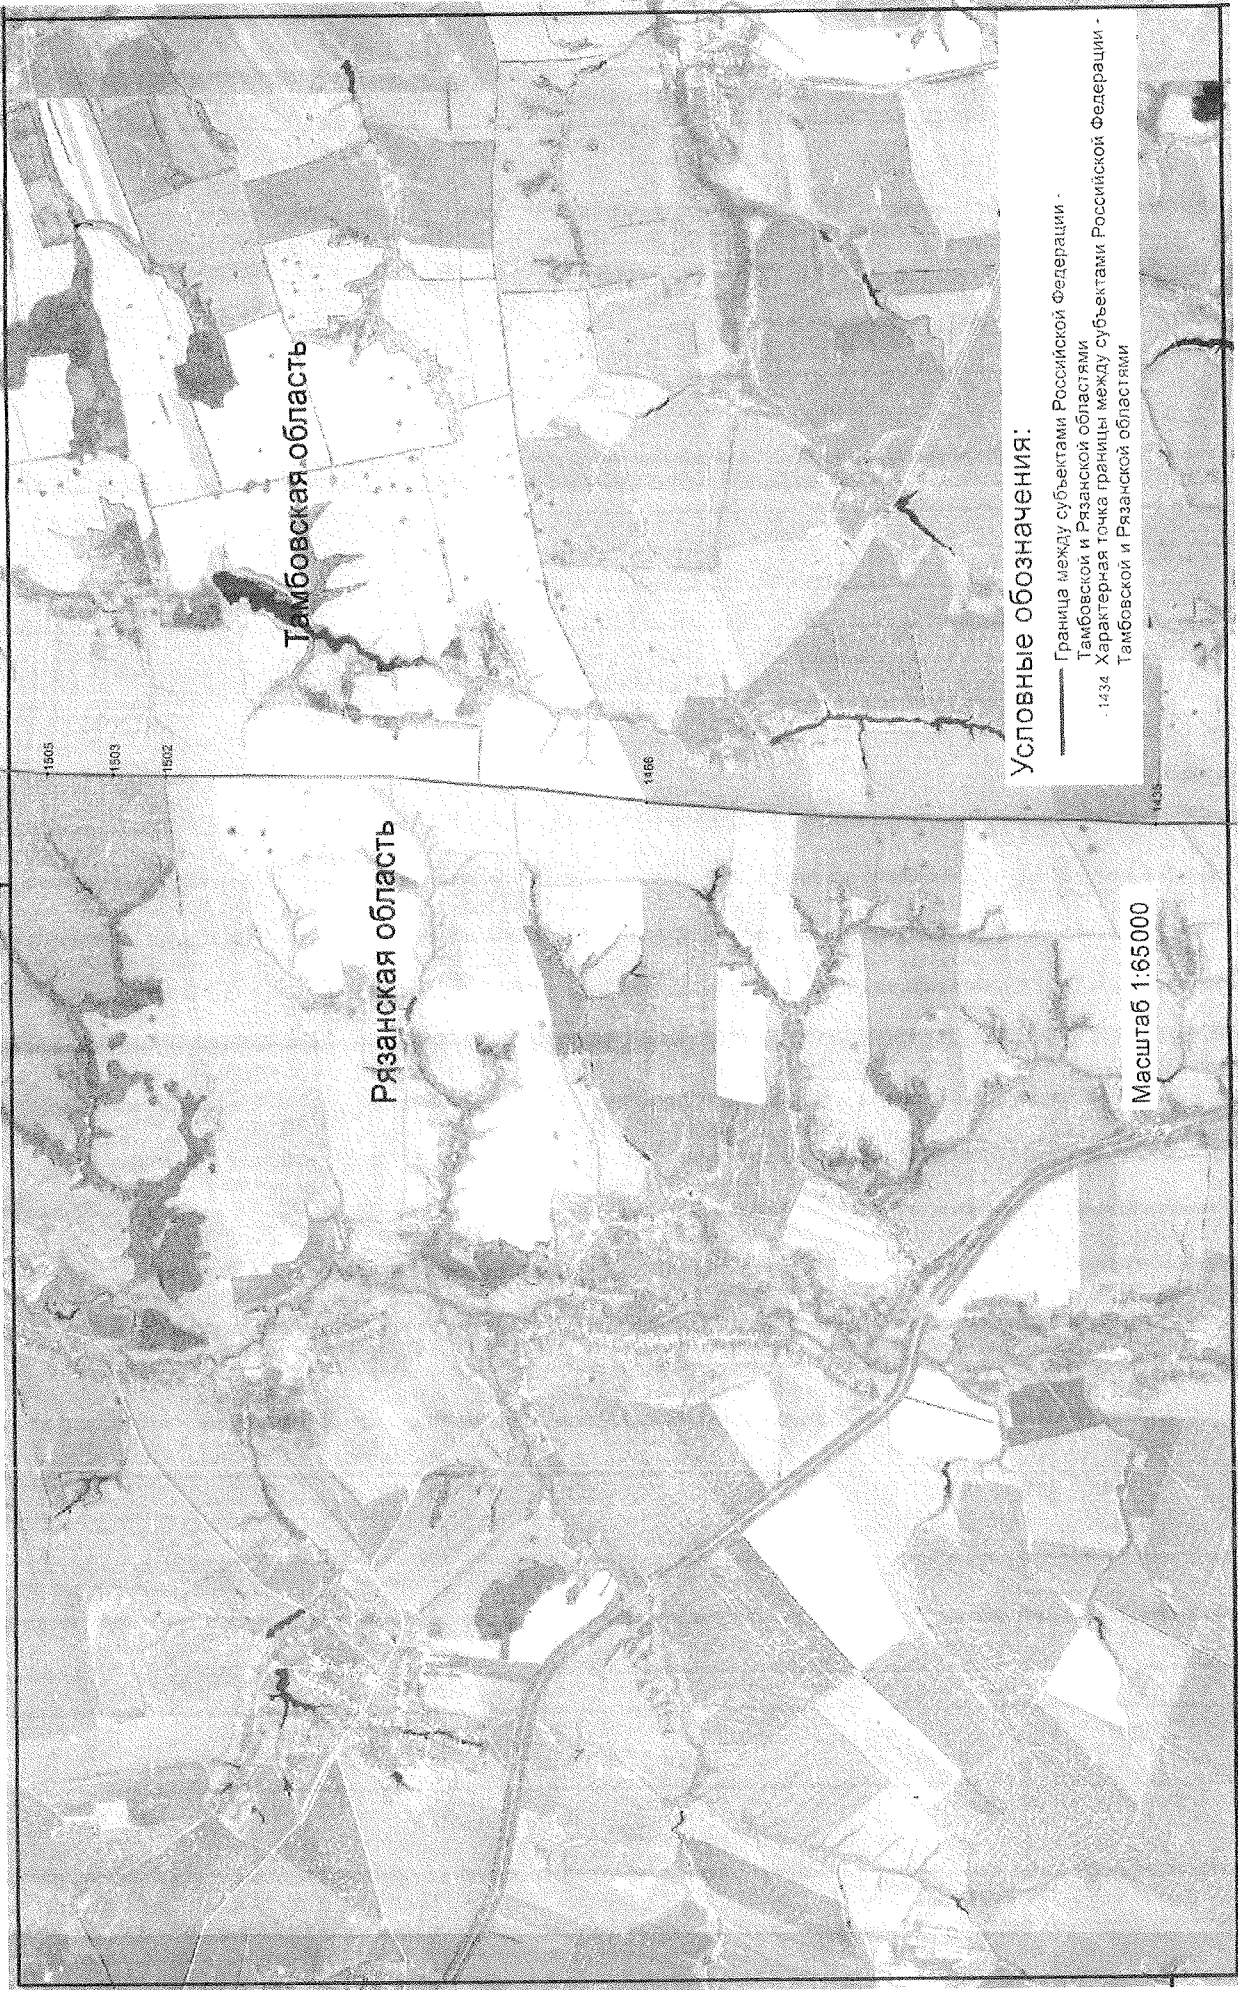 Тамбовская область
Рязанская область
1505
1503
1502
1466
1435
Условные обозначения:
Граница между субъектами Российской Федерации -
Тамбовской и Рязанской областями
- 1434 Характерная точка границы между субъектами Российской Федерации -
Тамбовской и Рязанской областями
Масштаб 1:65000